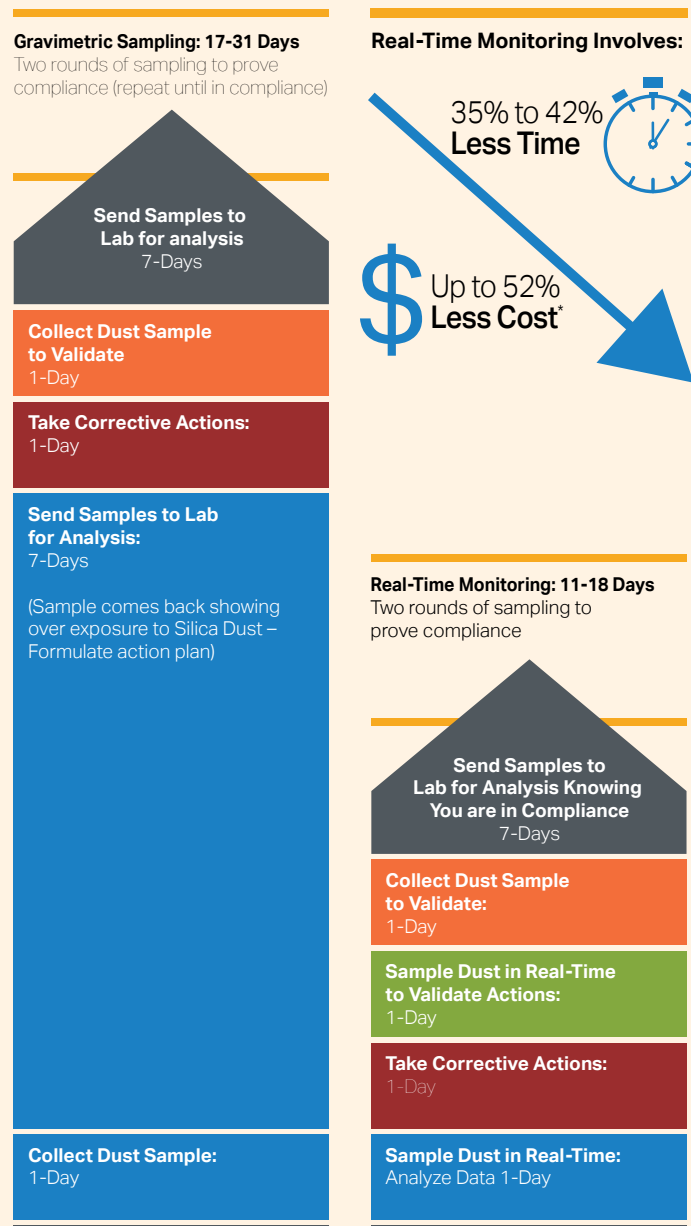 Gravimetric Sampling: 17-31 Days
Two rounds of sampling to prove
compliance (repeat until in compliance)
Send Samples to
Lab for analysis
7-Days
Collect Dust Sample
to Validate
1-Day
Take Corrective Actions:
1-Day
Send Samples to Lab
for Analysis:
7-Days
(Sample comes back showing
over exposure to Silica Dust –
Formulate action plan)
Collect Dust Sample:
1-Day
Real-Time Monitoring Involves:
35% to 42%
Less Time
$
Up to 52%
Less Cost*
Real-Time Monitoring: 11-18 Days
Two rounds of sampling to
prove compliance
Send Samples to
Lab for Analysis Knowing
You are in Compliance
7-Days
Collect Dust Sample
to Validate:
1-Day
Sample Dust in Real-Time
to Validate Actions:
1-Day
Take Corrective Actions:
1-Day
Sample Dust in Real-Time:
Analyze Data 1-Day